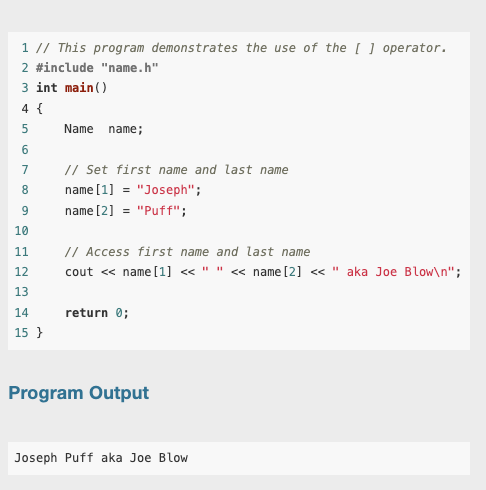 1 // This program demonstrates the use of the [ ] operator.
2 #include "name.h"
3 int main()
4 {
5     Name  name;
6
7     // Set first name and last name
8     name[1] = "Joseph";
9     name[2] = "Puff";
10
11     // Access first name and last name
12     cout << name[1] << " " << name[2] << " aka Joe Blow\n";
13
14     return 0;
15 }
Program Output
Joseph Puff aka Joe Blow